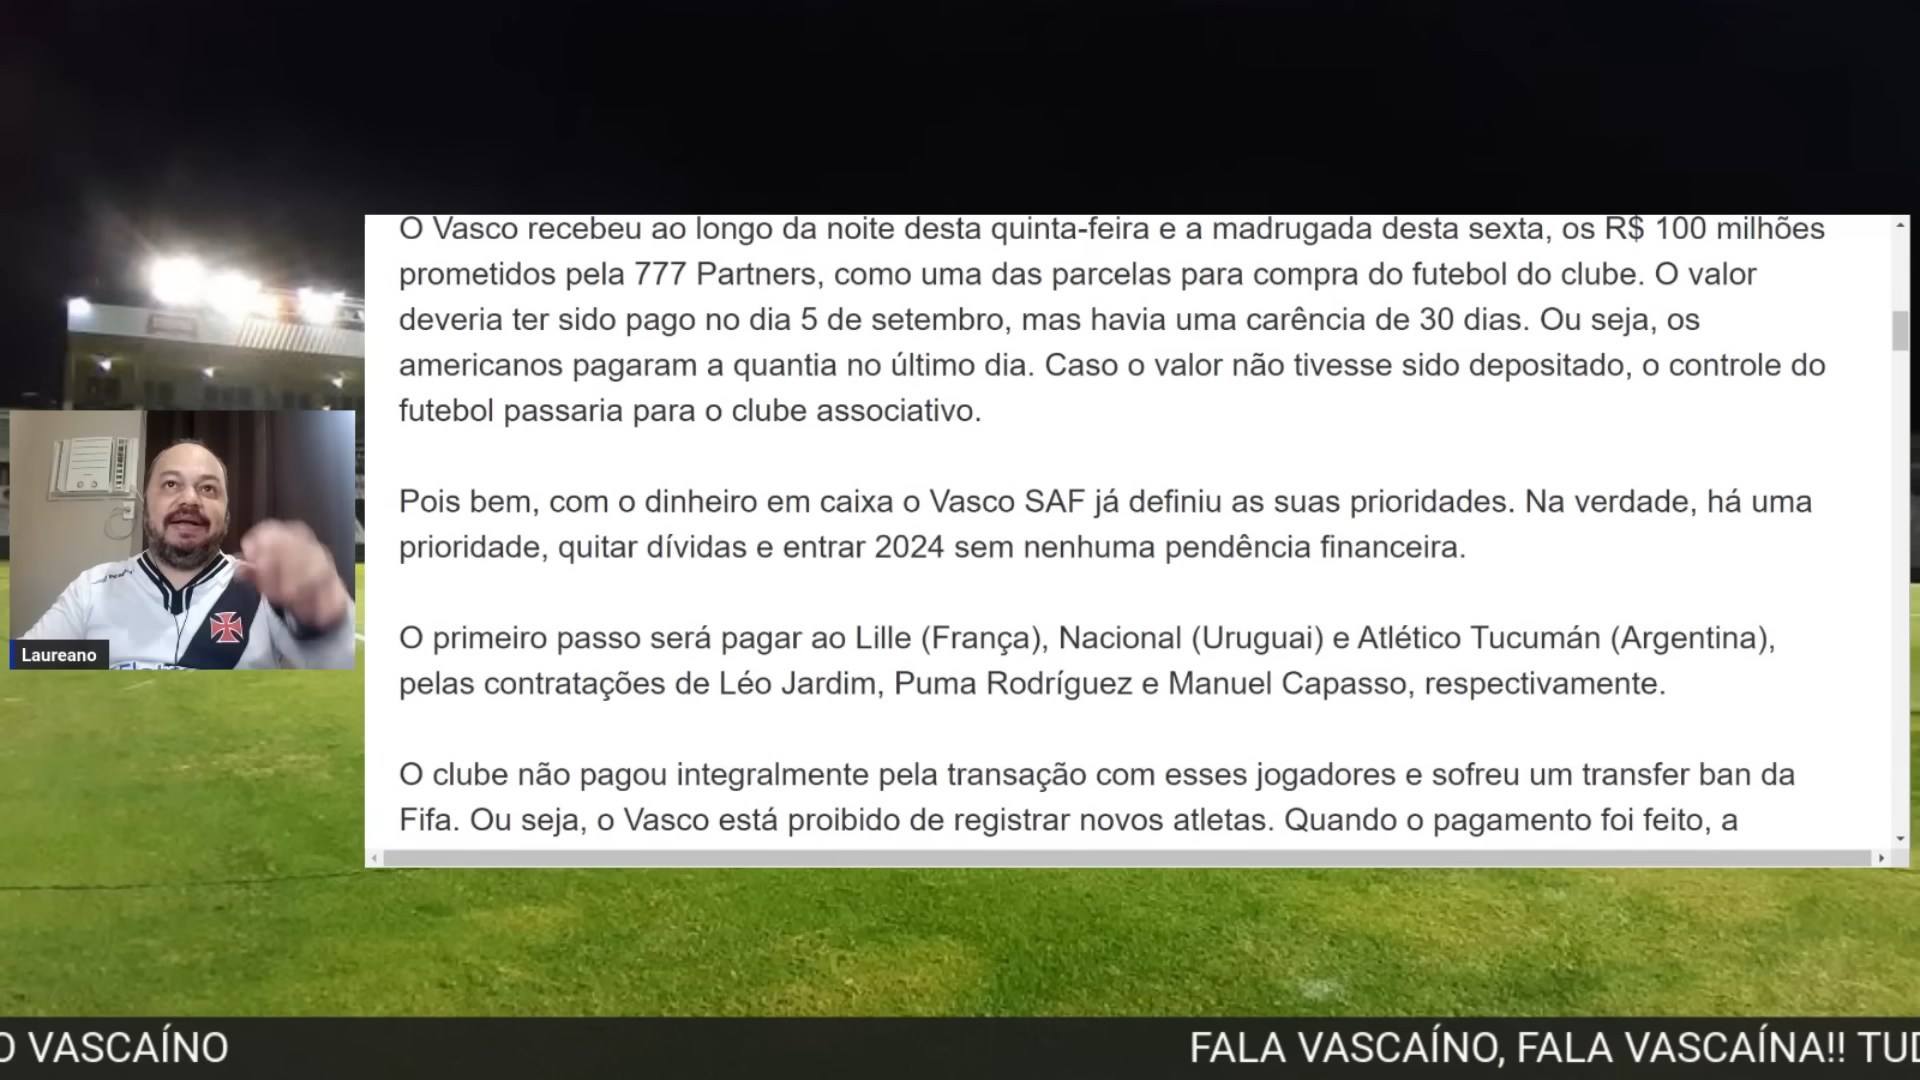 O Vasco recebeu ao longo da noite desta quinta-feira e a madrugada desta sexta, os R$ 100 milhões
prometidos pela 777 Partners, como uma das parcelas para compra do futebol do clube. O valor
deveria ter sido pago no dia 5 de setembro, mas havia uma carência de 30 dias. Ou seja, os
americanos pagaram a quantia no último dia. Caso o valor não tivesse sido depositado, o controle do
futebol passaria para o clube associativo.
Pois bem, com o dinheiro em caixa o Vasco SAF já definiu as suas prioridades. Na verdade, há uma
prioridade, quitar dívidas e entrar 2024 sem nenhuma pendência financeira.
O primeiro passo será pagar ao Lille (França), Nacional (Uruguai) e Atlético Tucumán (Argentina),
pelas contratações de Léo Jardim, Puma Rodríguez e Manuel Capasso, respectivamente.
O clube não pagou integralmente pela transação com esses jogadores e sofreu um transfer ban da
Fifa. Ou seja, o Vasco está proibido de registrar novos atletas. Quando o pagamento foi feito, a
Laureano
O VASCAÍNO
FALA VASCAÍNO, FALA VASCAÍNA!! TUD